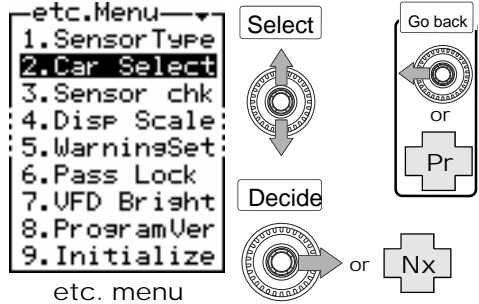 etc.Menu
1.SensorType
2.Car Select
3.Sensor chk
4.Disp Scale
5.WarningSet
6.Pass Lock
7.VFD Bright
8.ProgramVer
9.Initialize
etc. menu
Select
Decide
or
Nx
Go back
or
Pr